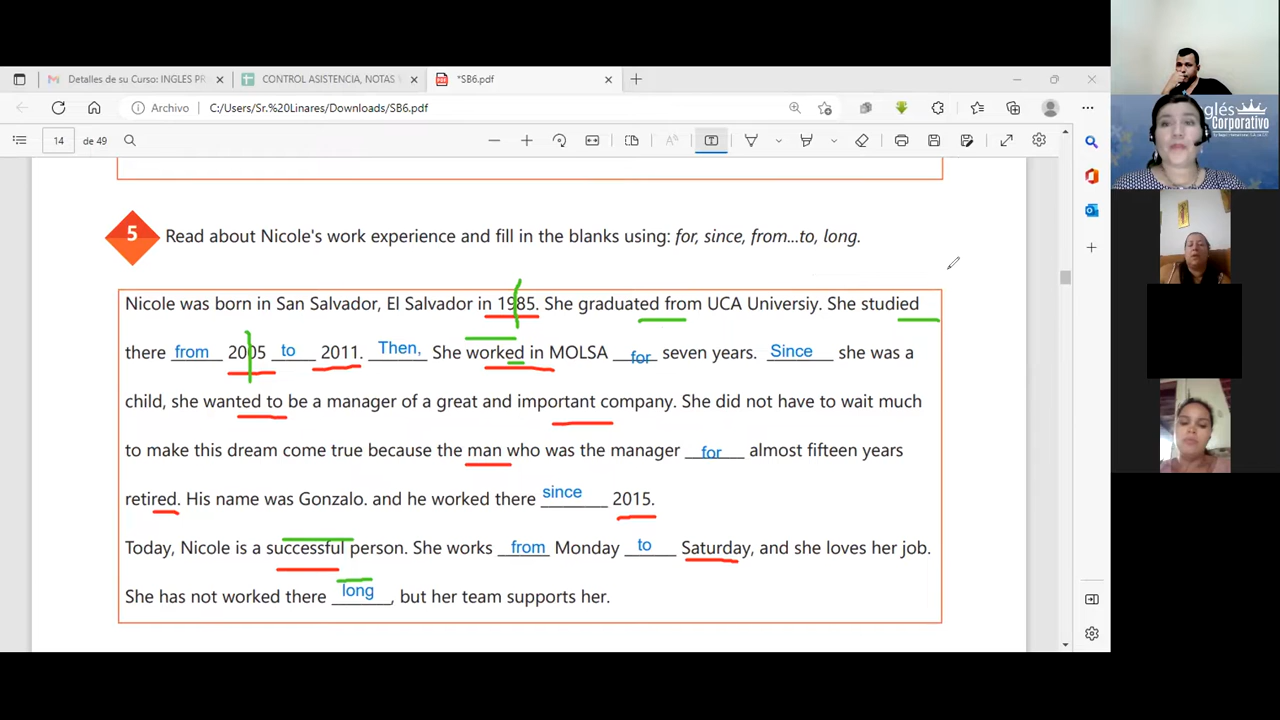 Detalles de su Curso: INGLES PR
CONTROL ASISTENCIA, NOTAS
*SB6.pdf
Archivo C:/Users/Sr.%20Linares/Downloads/SB6.pdf
14 de 49
5 Read about Nicole's work experience and fill in the blanks using: for, since, from...to, long.
Nicole was born in San Salvador, El Salvador in 1985. She graduated from UCA Universiy. She studied
there from 2005 to 2011. Then, She worked in MOLSA for seven years. Since she was a
child, she wanted to be a manager of a great and important company. She did not have to wait much
to make this dream come true because the man who was the manager for almost fifteen years
retired. His name was Gonzalo. and he worked there since 2015.
Today, Nicole is a successful person. She works from Monday to Saturday, and she loves her job.
She has not worked there long, but her team supports her.
glés
Corporativo